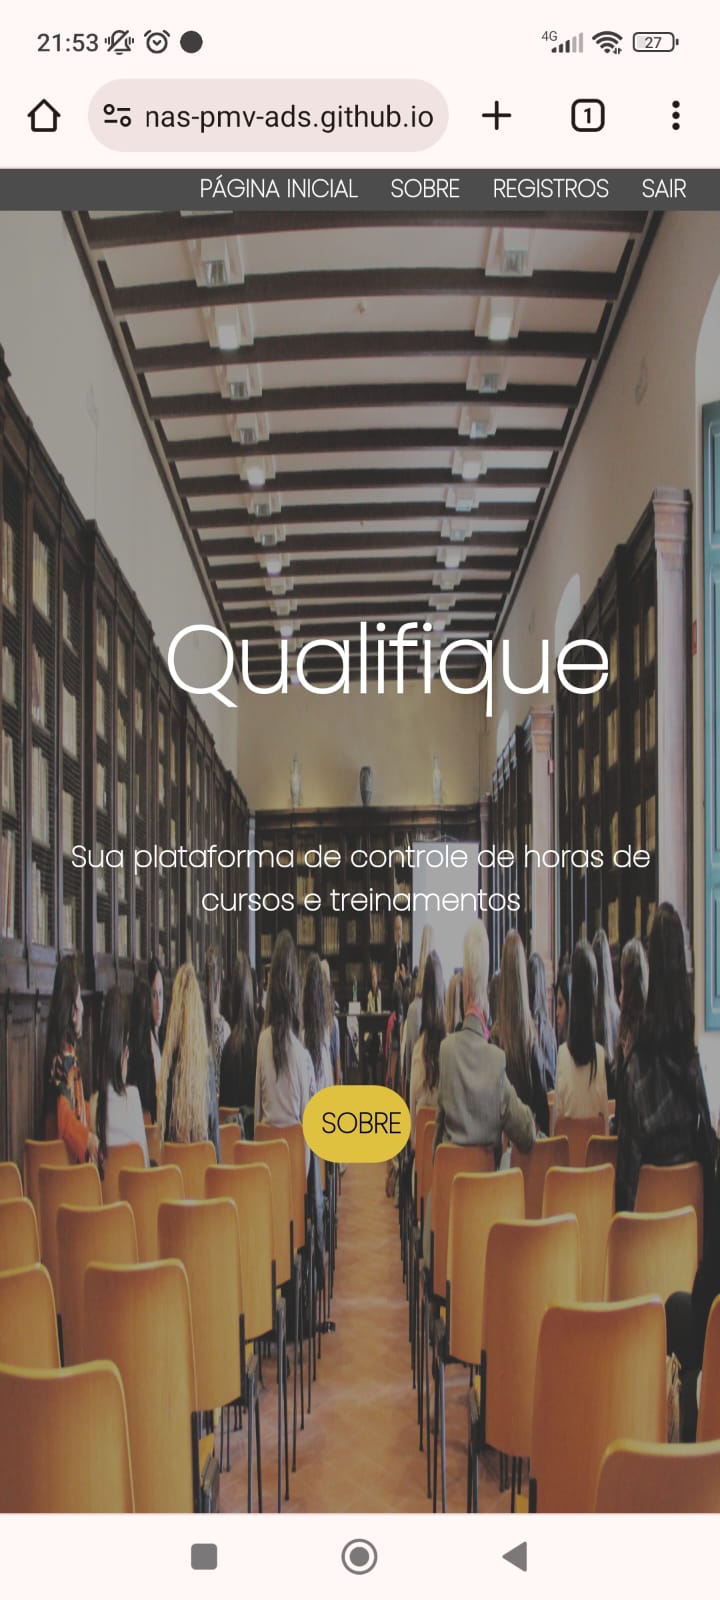 21:53
4G
27
nas-pmv-ads.github.io
1
PÁGINA INICIAL SOBRE REGISTROS SAIR
Qualifique
Sua plataforma de controle de horas de
cursos e treinamentos
SOBRE